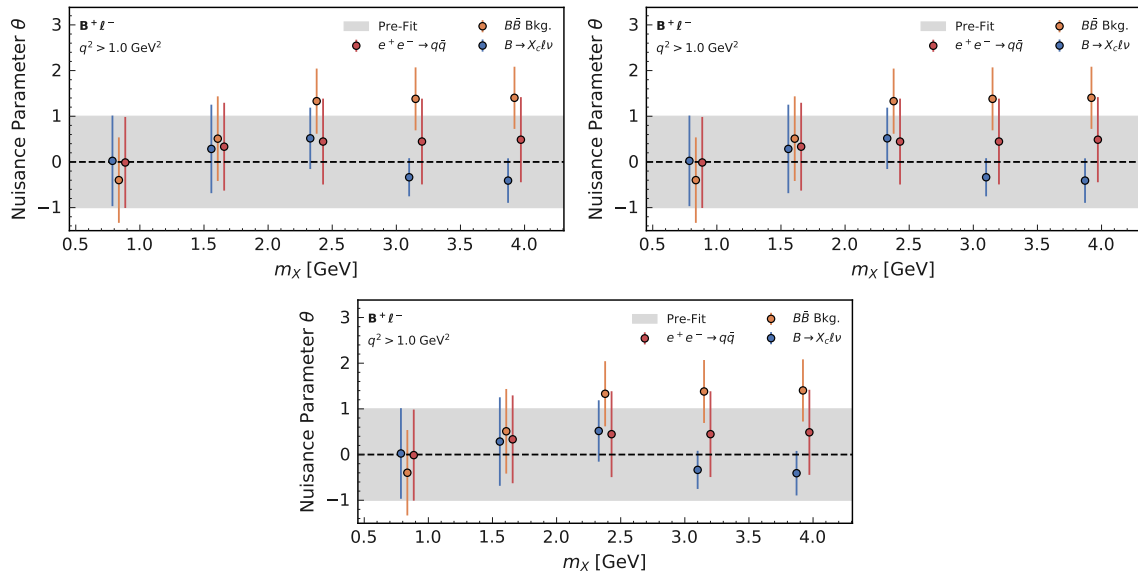 Nuisance Parameter θ
3
2
1
0
−1
B⁺ℓ⁻
q² > 1.0 GeV²
Pre-Fit
e⁺e⁻ → qq̄
BB̄ Bkg.
B → X_cℓν
0.5 1.0 1.5 2.0 2.5 3.0 3.5 4.0
m_X [GeV]
Nuisance Parameter θ
3
2
1
0
−1
B⁺ℓ⁻
q² > 1.0 GeV²
Pre-Fit
e⁺e⁻ → qq̄
BB̄ Bkg.
B → X_cℓν
0.5 1.0 1.5 2.0 2.5 3.0 3.5 4.0
m_X [GeV]
Nuisance Parameter θ
3
2
1
0
−1
B⁺ℓ⁻
q² > 1.0 GeV²
Pre-Fit
e⁺e⁻ → qq̄
BB̄ Bkg.
B → X_cℓν
0.5 1.0 1.5 2.0 2.5 3.0 3.5 4.0
m_X [GeV]